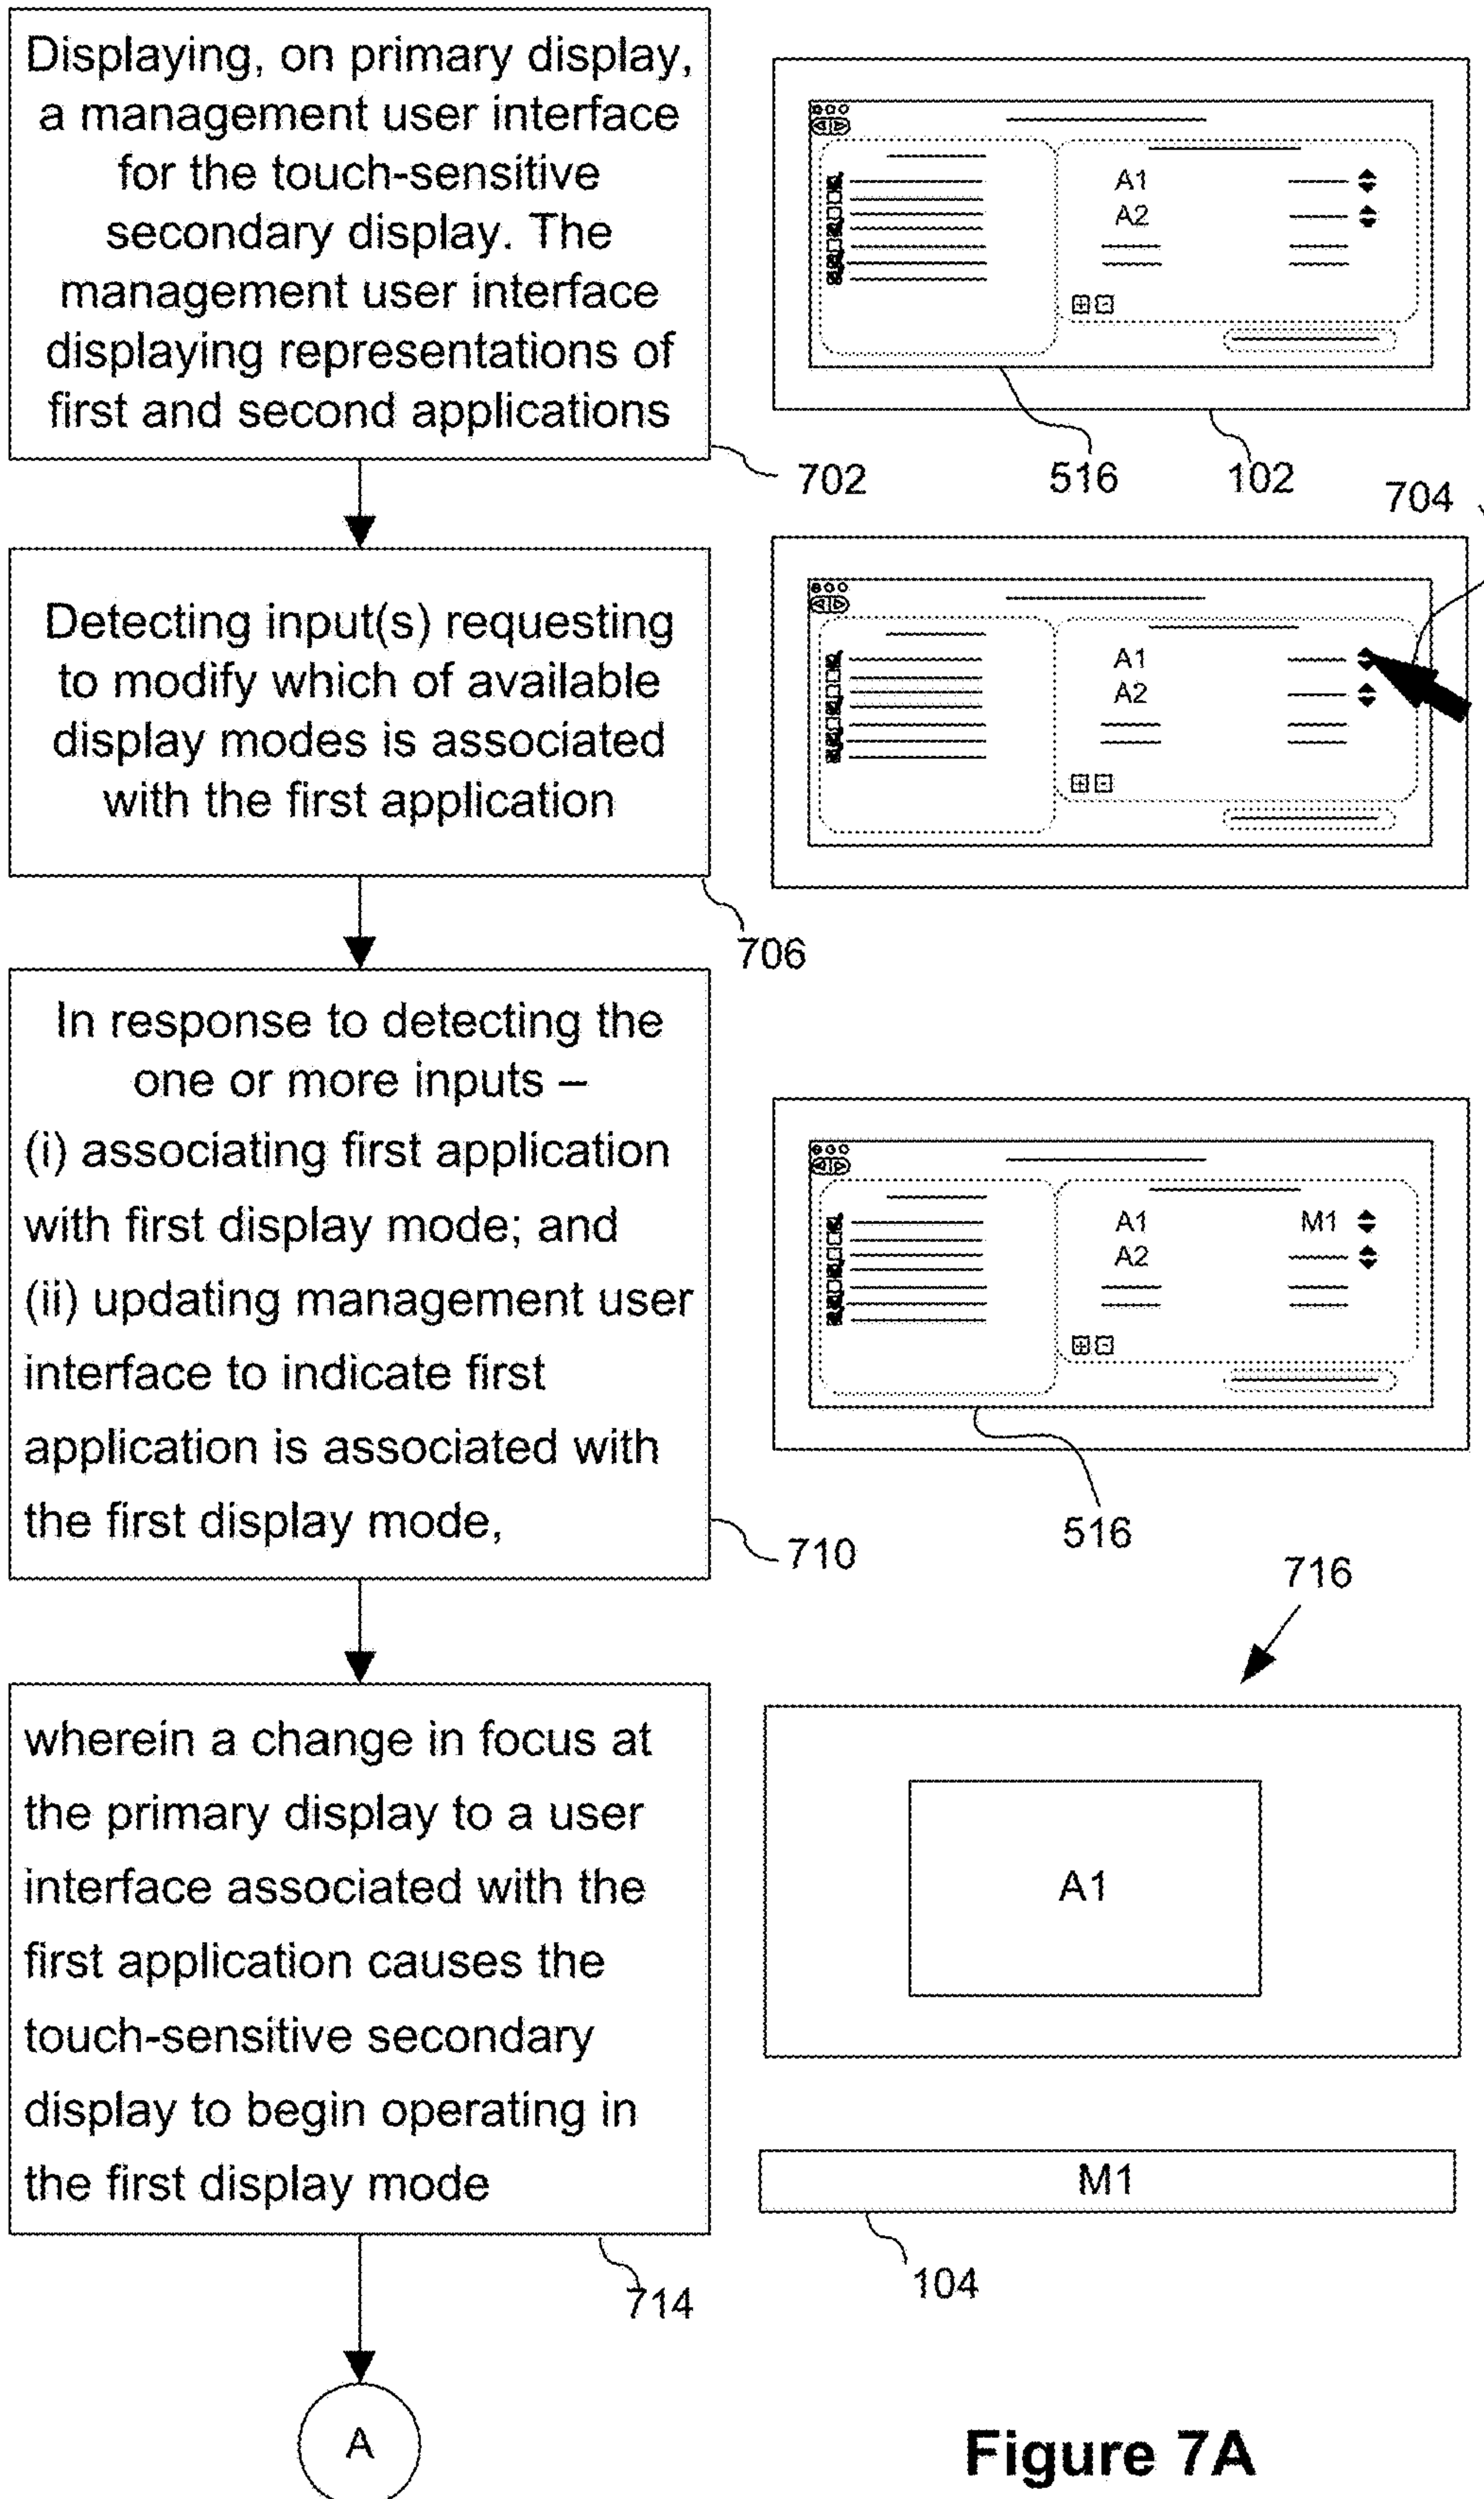 Displaying, on primary display,
a management user interface
for the touch-sensitive
secondary display. The
management user interface
displaying representations of
first and second applications
702
A1
A2
516
102
704
Detecting input(s) requesting
to modify which of available
display modes is associated
with the first application
706
A1
A2
In response to detecting the
one or more inputs –
(i) associating first application
with first display mode; and
(ii) updating management user
interface to indicate first
application is associated with
the first display mode,
710
A1 M1
A2
516
716
wherein a change in focus at
the primary display to a user
interface associated with the
first application causes the
touch-sensitive secondary
display to begin operating in
the first display mode
714
A1
M1
104
A
Figure 7A